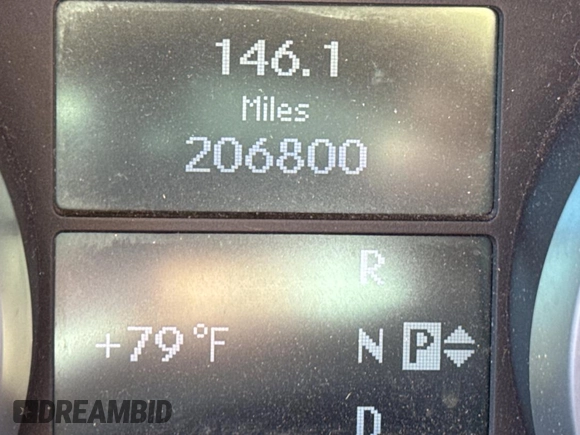 146.1
Miles
206800
R
+79°F N P
D
DREAMBID